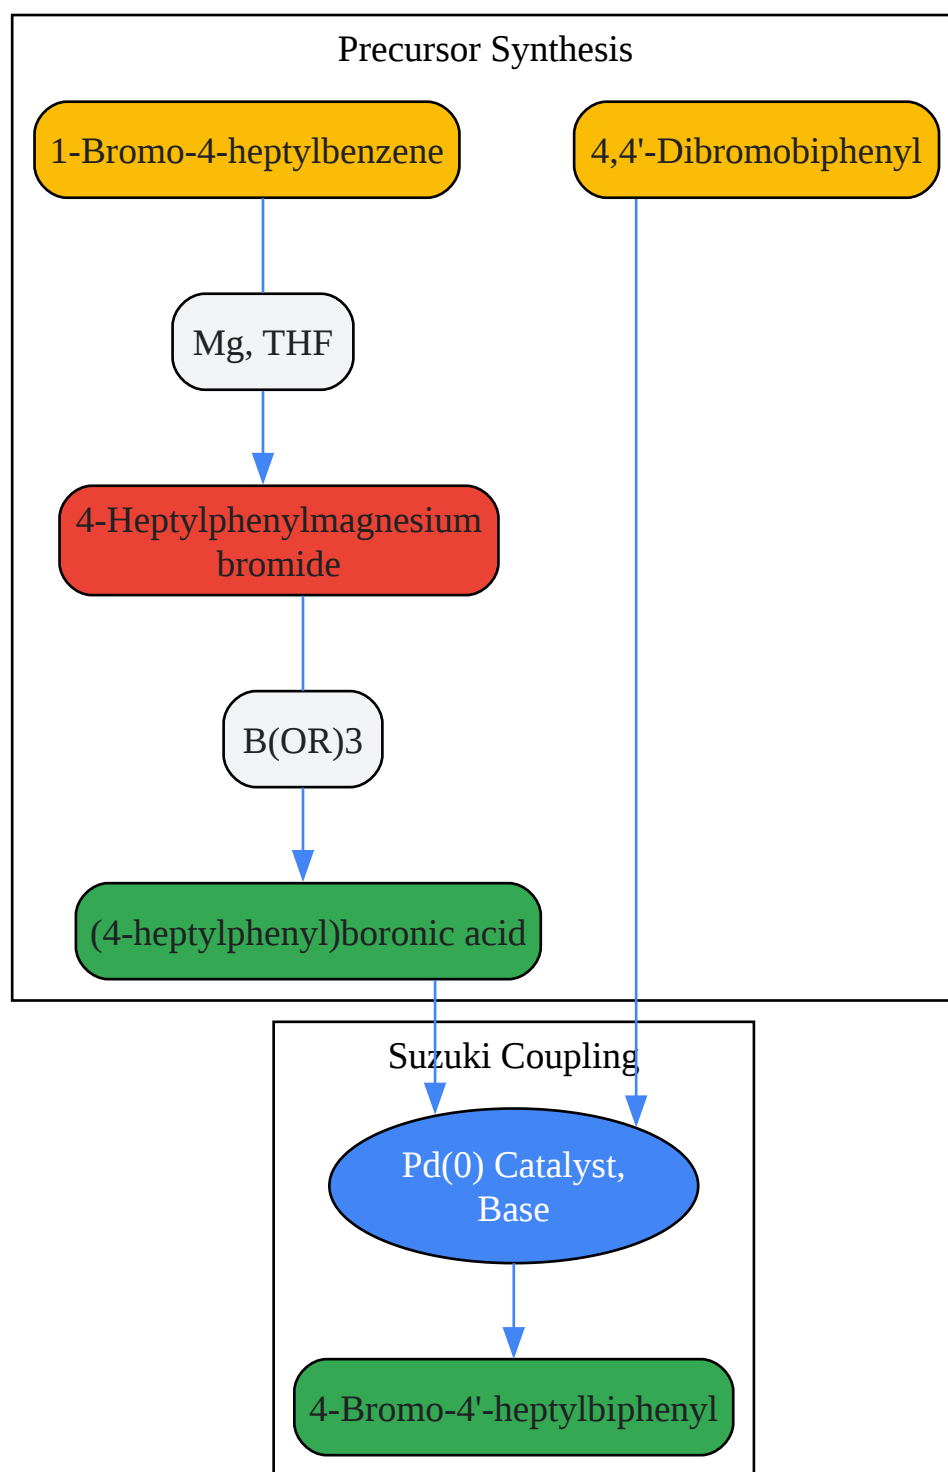 Precursor Synthesis
1-Bromo-4-heptylbenzene
4,4'-Dibromobiphenyl
Mg, THF
4-Heptylphenylmagnesium
bromide
B(OR)3
(4-heptylphenyl)boronic acid
Suzuki Coupling
Pd(0) Catalyst,
Base
4-Bromo-4'-heptylbiphenyl